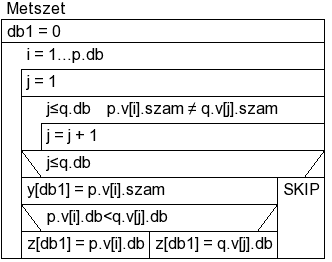 Metszet
db1 = 0
i = 1...p.db
j = 1
j≤q.db p.v[i].szam ≠ q.v[j].szam
j = j + 1
j≤q.db
y[db1] = p.v[i].szam SKIP
p.v[i].db<q.v[j].db
z[db1] = p.v[i].db z[db1] = q.v[j].db